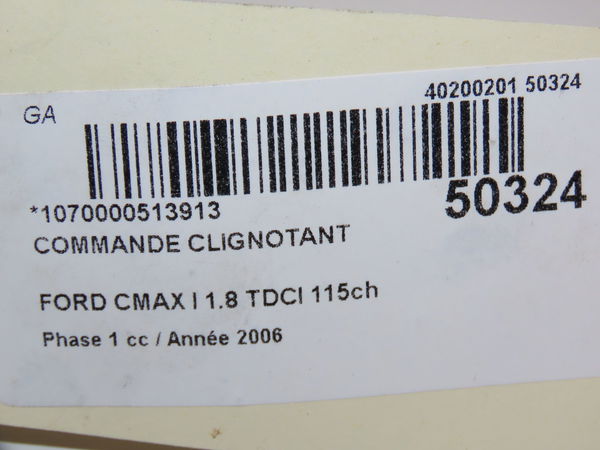 GA
40200201 50324
*1070000513913
50324
COMMANDE CLIGNOTANT
FORD CMAX I 1.8 TDCI 115ch
Phase 1 cc / Année 2006